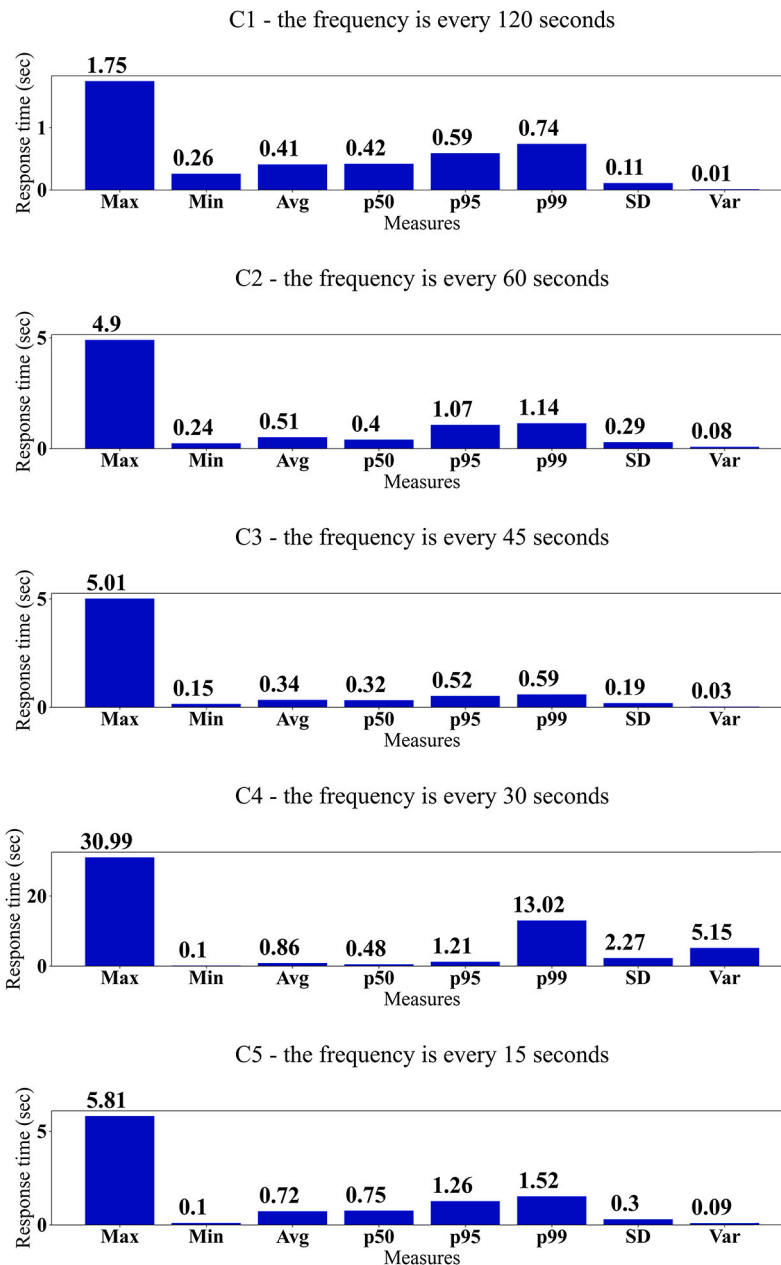 C1 - the frequency is every 120 seconds
Response time (sec)
1
0
1.75 0.26 0.41 0.42 0.59 0.74 0.11 0.01
Max Min Avg p50 p95 p99 SD Var
Measures
C2 - the frequency is every 60 seconds
Response time (sec)
5
0
4.9 0.24 0.51 0.4 1.07 1.14 0.29 0.08
Max Min Avg p50 p95 p99 SD Var
Measures
C3 - the frequency is every 45 seconds
Response time (sec)
5
0
5.01 0.15 0.34 0.32 0.52 0.59 0.19 0.03
Max Min Avg p50 p95 p99 SD Var
Measures
C4 - the frequency is every 30 seconds
Response time (sec)
20
0
30.99 0.1 0.86 0.48 1.21 13.02 2.27 5.15
Max Min Avg p50 p95 p99 SD Var
Measures
C5 - the frequency is every 15 seconds
Response time (sec)
5
0
5.81 0.1 0.72 0.75 1.26 1.52 0.3 0.09
Max Min Avg p50 p95 p99 SD Var
Measures